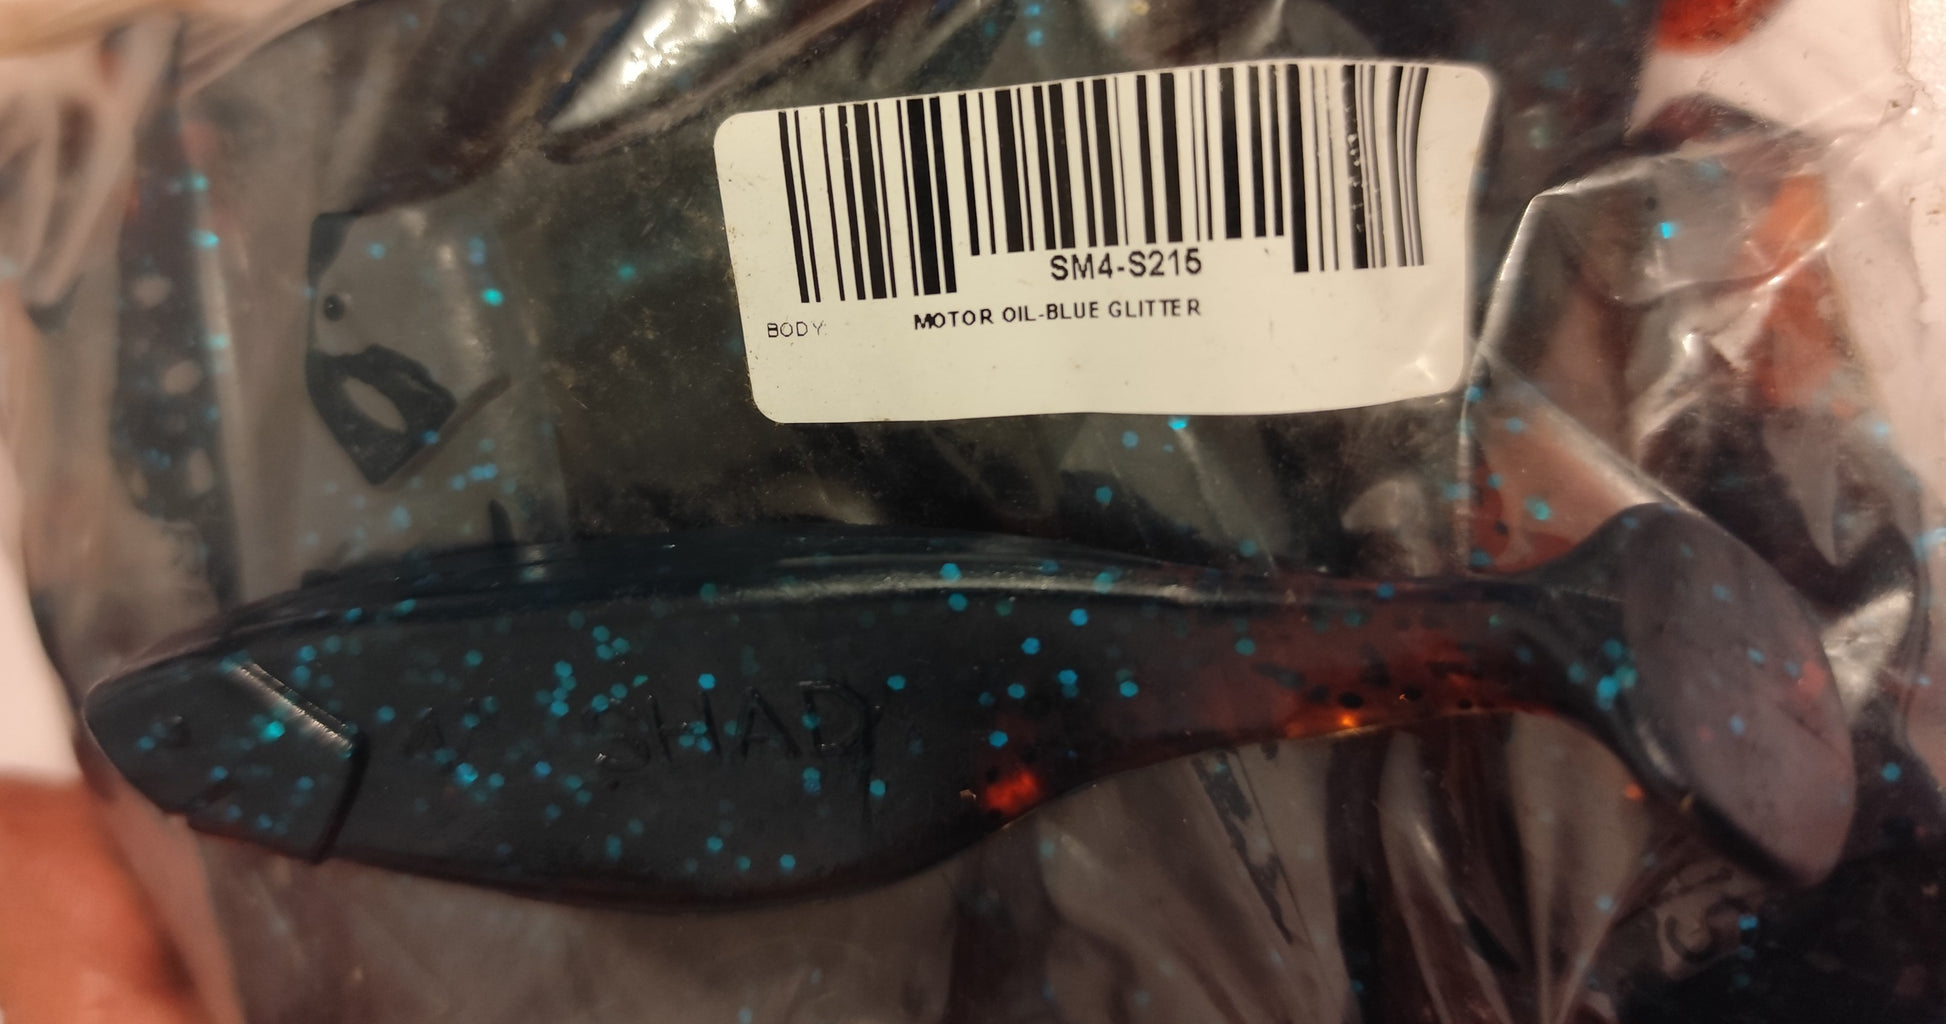 SM4-S215
BODY: MOTOR OIL-BLUE GLITTER
SHAD